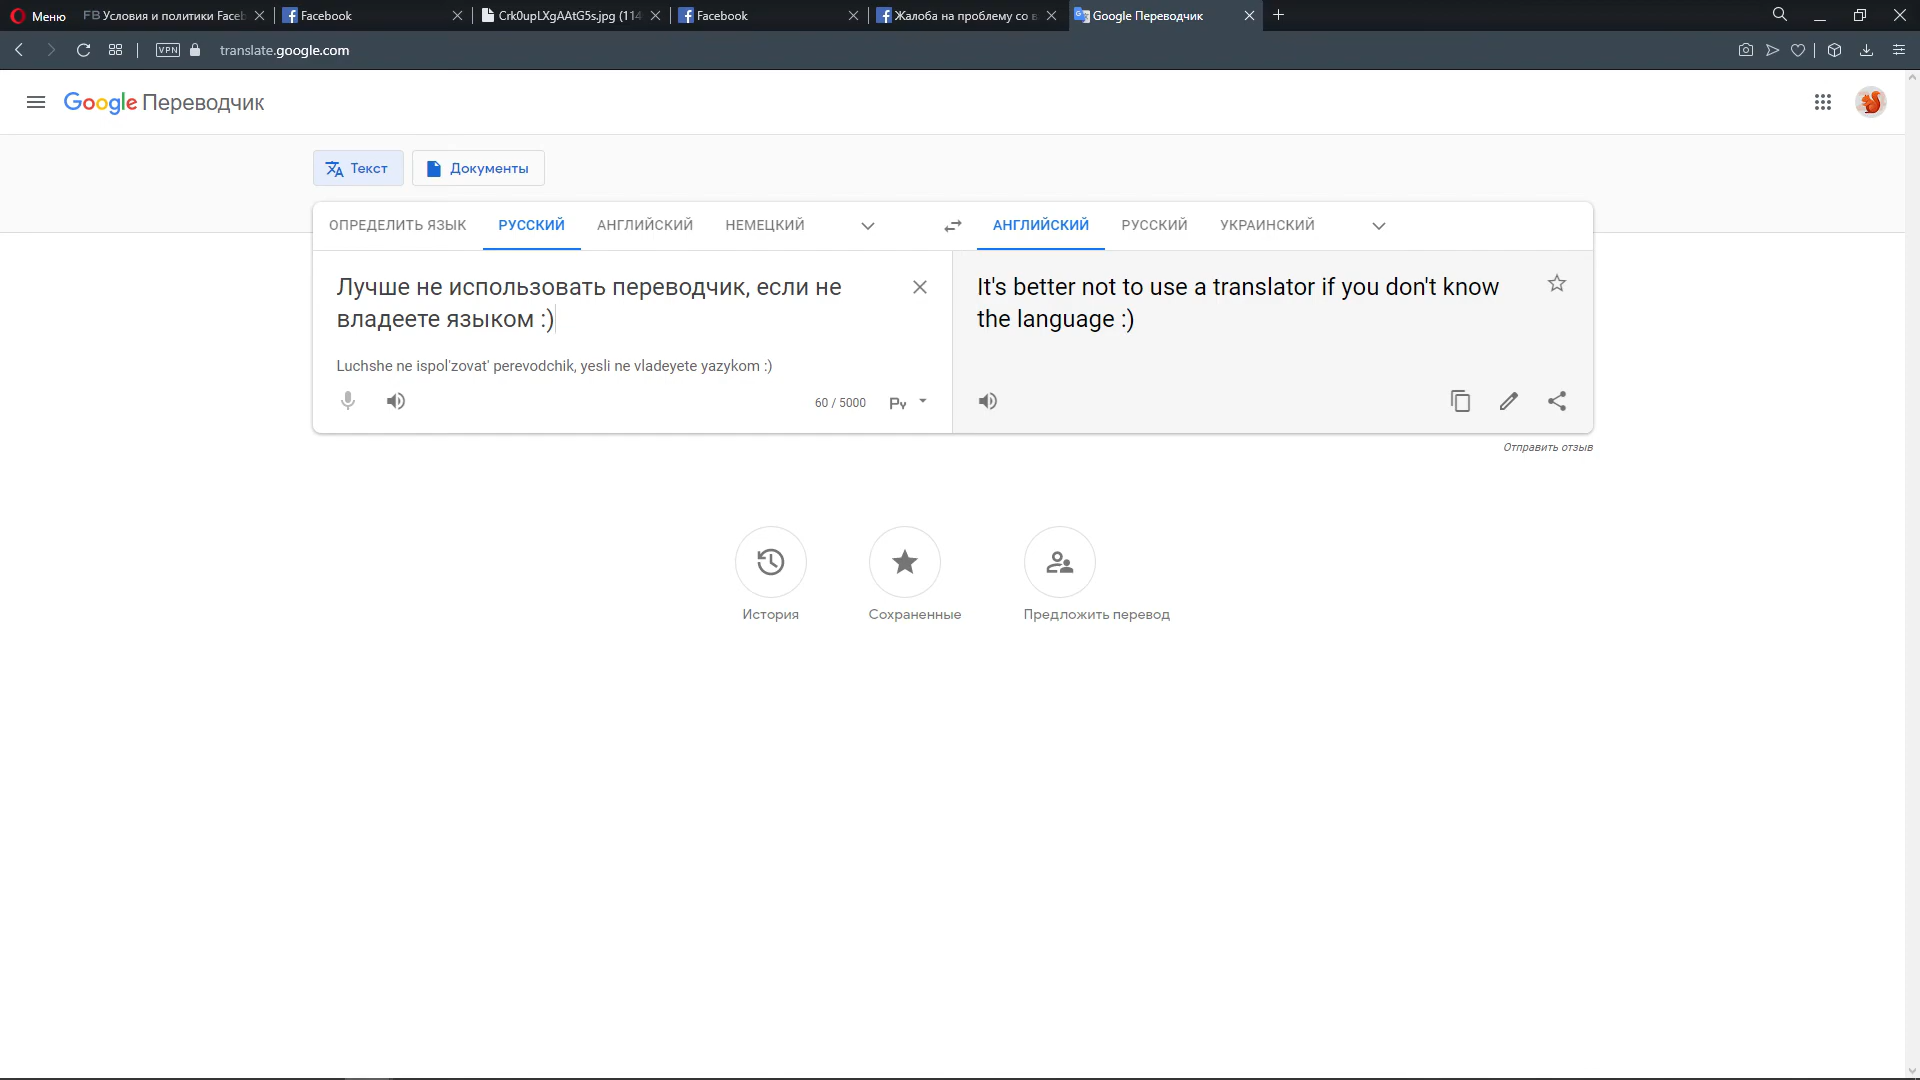 Меню
FB Условия и политики Faceb
Facebook
Crk0upLXgAAtG5s.jpg (114
Facebook
Жалоба на проблему со в
Google Переводчик
VPN
translate.google.com
Google Переводчик
Текст
Документы
ОПРЕДЕЛИТЬ ЯЗЫК
РУССКИЙ
АНГЛИЙСКИЙ
НЕМЕЦКИЙ
АНГЛИЙСКИЙ
РУССКИЙ
УКРАИНСКИЙ
Лучше не использовать переводчик, если не
владеете языком :)
Luchshe ne ispol'zovat' perevodchik, yesli ne vladeyete yazykom :)
60 / 5000
Ру
It's better not to use a translator if you don't know
the language :)
Отправить отзыв
История
Сохраненные
Предложить перевод